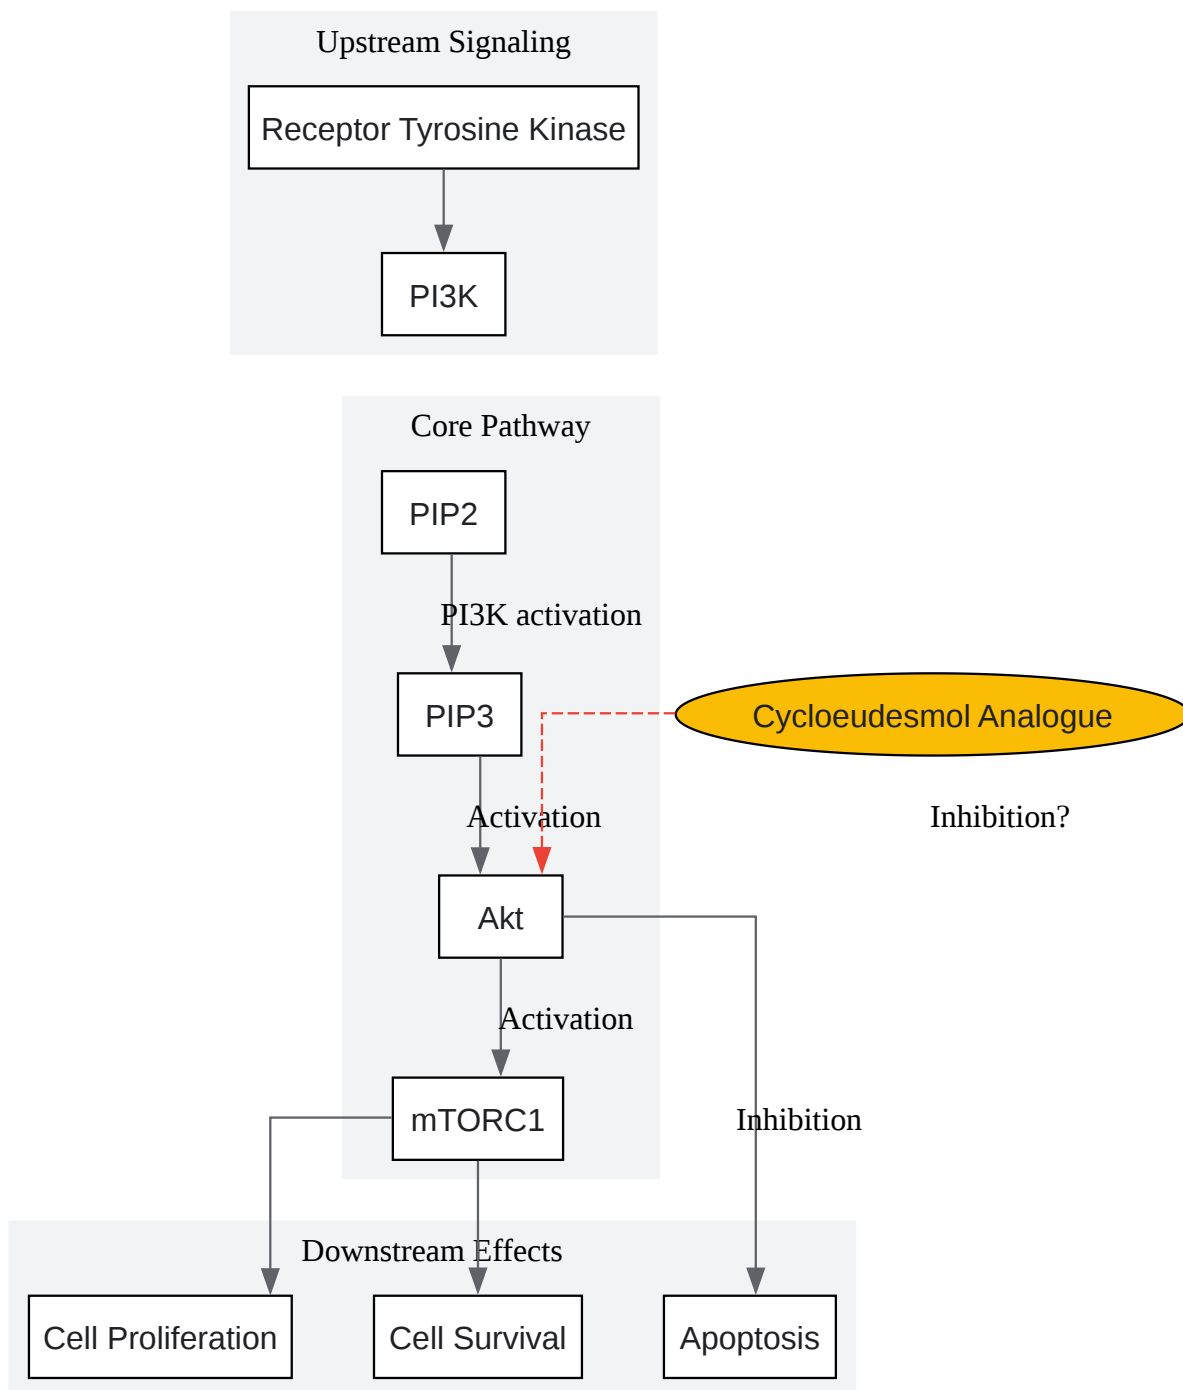 Upstream Signaling
Receptor Tyrosine Kinase
PI3K
Core Pathway
PIP2
PI3K activation
PIP3
Cycloeudesmol Analogue
Activation
Inhibition?
Akt
Activation
mTORC1
Inhibition
Downstream Effects
Cell Proliferation
Cell Survival
Apoptosis